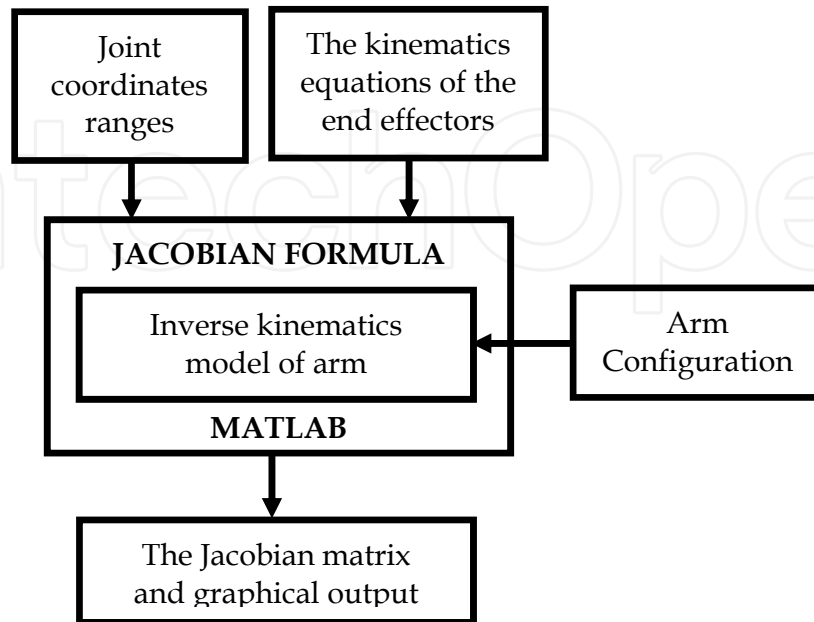 Joint
coordinates
ranges
The kinematics
equations of the
end effectors
JACOBIAN FORMULA
Inverse kinematics
model of arm
MATLAB
Arm
Configuration
The Jacobian matrix
and graphical output
ntechOpe